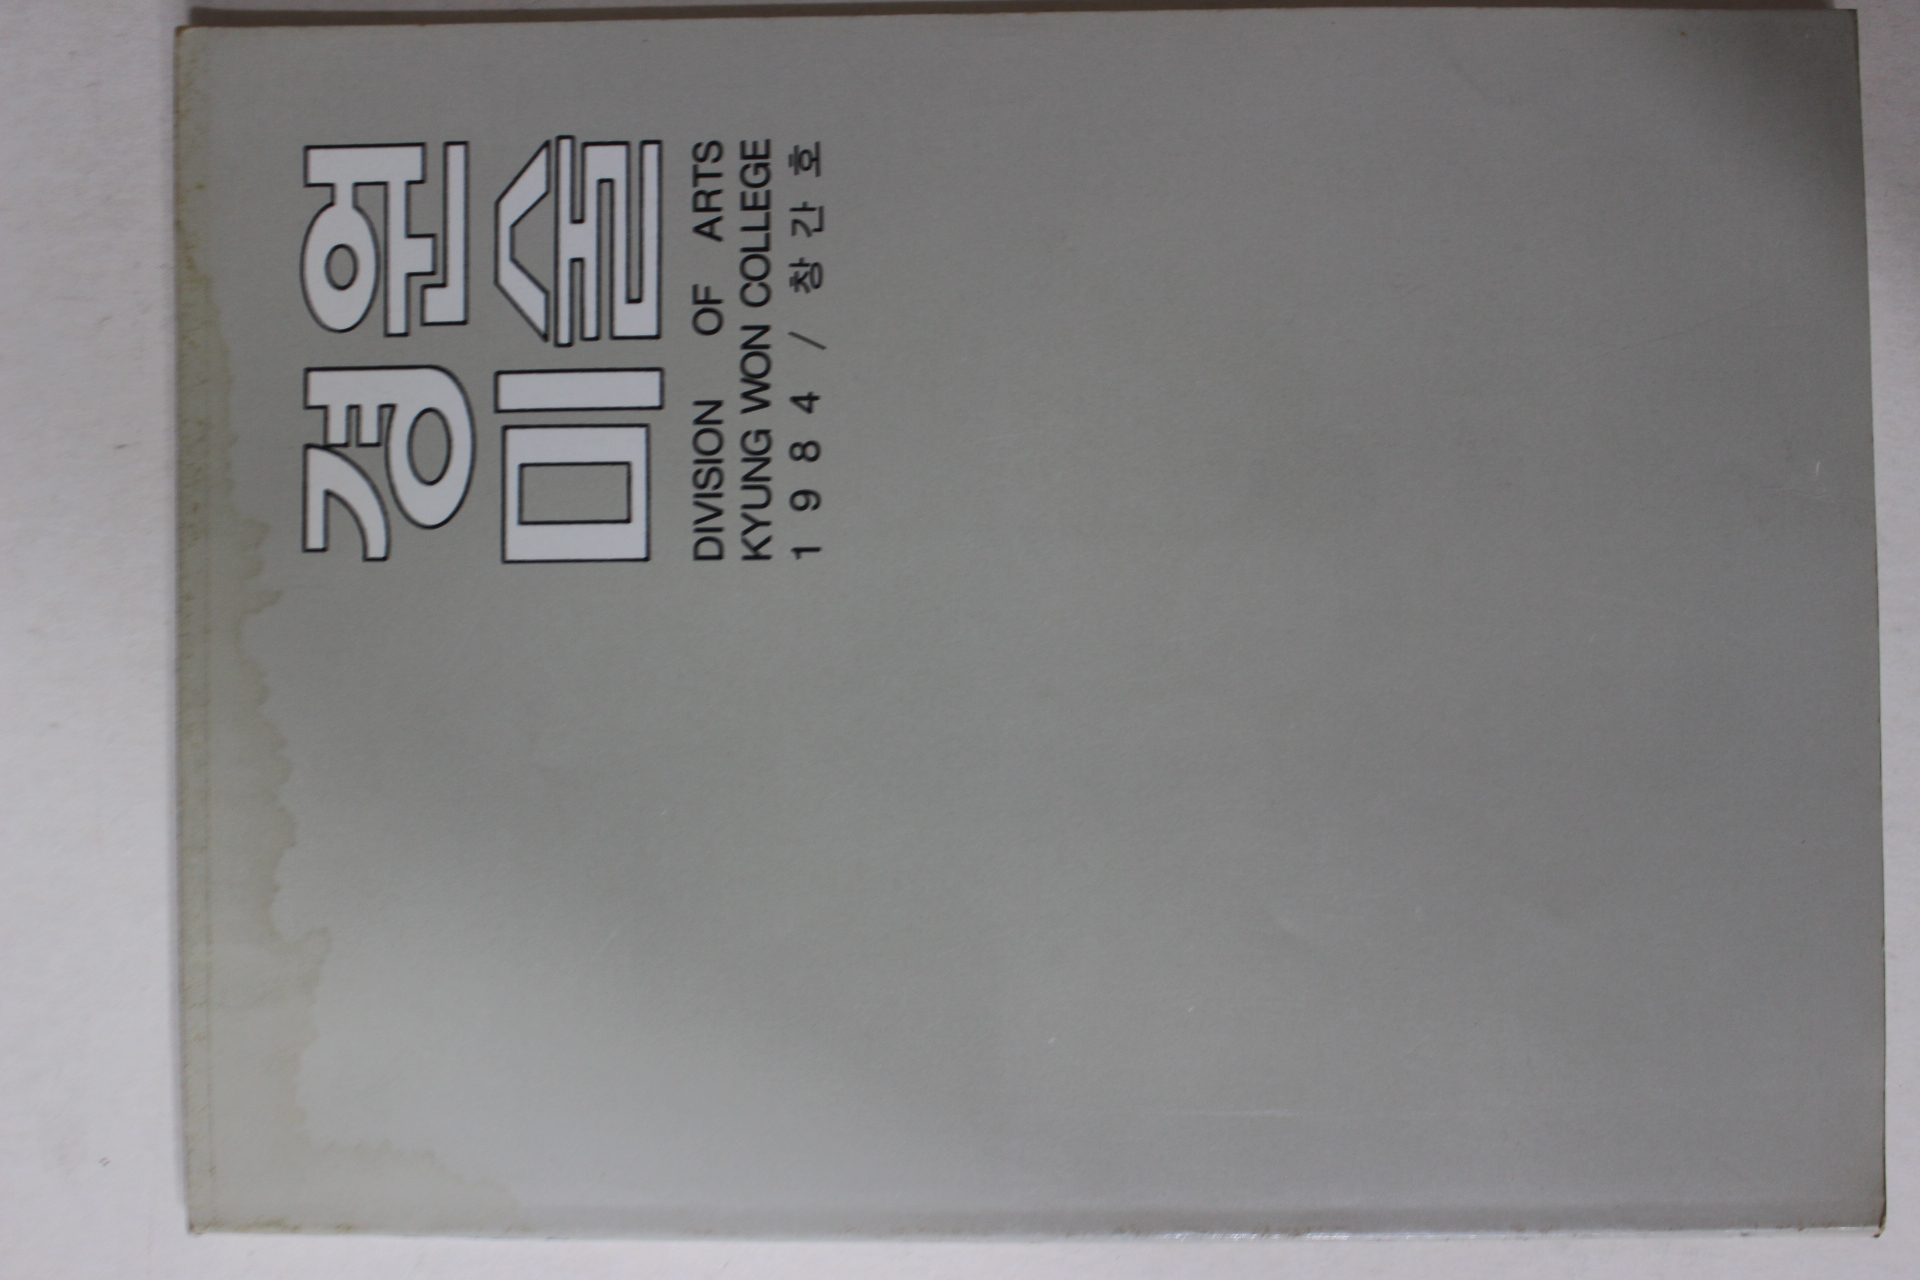 경원
미술
DIVISION OF ARTS
KYUNG WON COLLEGE
1984 / 창간호